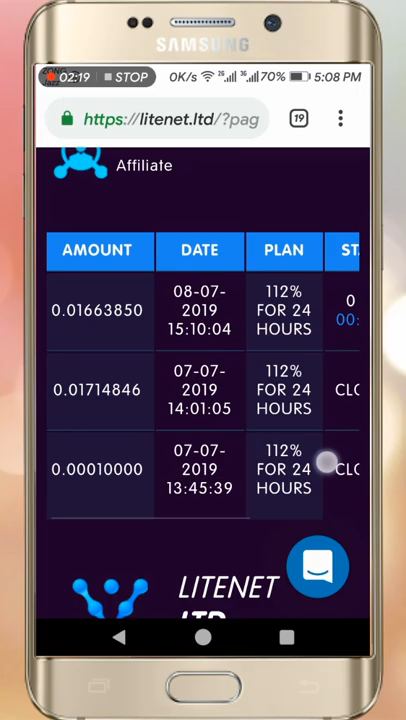 SAMSUNG
02:19 STOP 0K/s 2G 3G 70% 5:08 PM
https://litenet.ltd/?pag 19
Affiliate
AMOUNT DATE PLAN ST
0.01663850 08-07-2019 15:10:04 112% FOR 24 HOURS 0 00:
0.01714846 07-07-2019 14:01:05 112% FOR 24 HOURS CLO
0.00010000 07-07-2019 13:45:39 112% FOR 24 HOURS CLO
LITENET
LTD